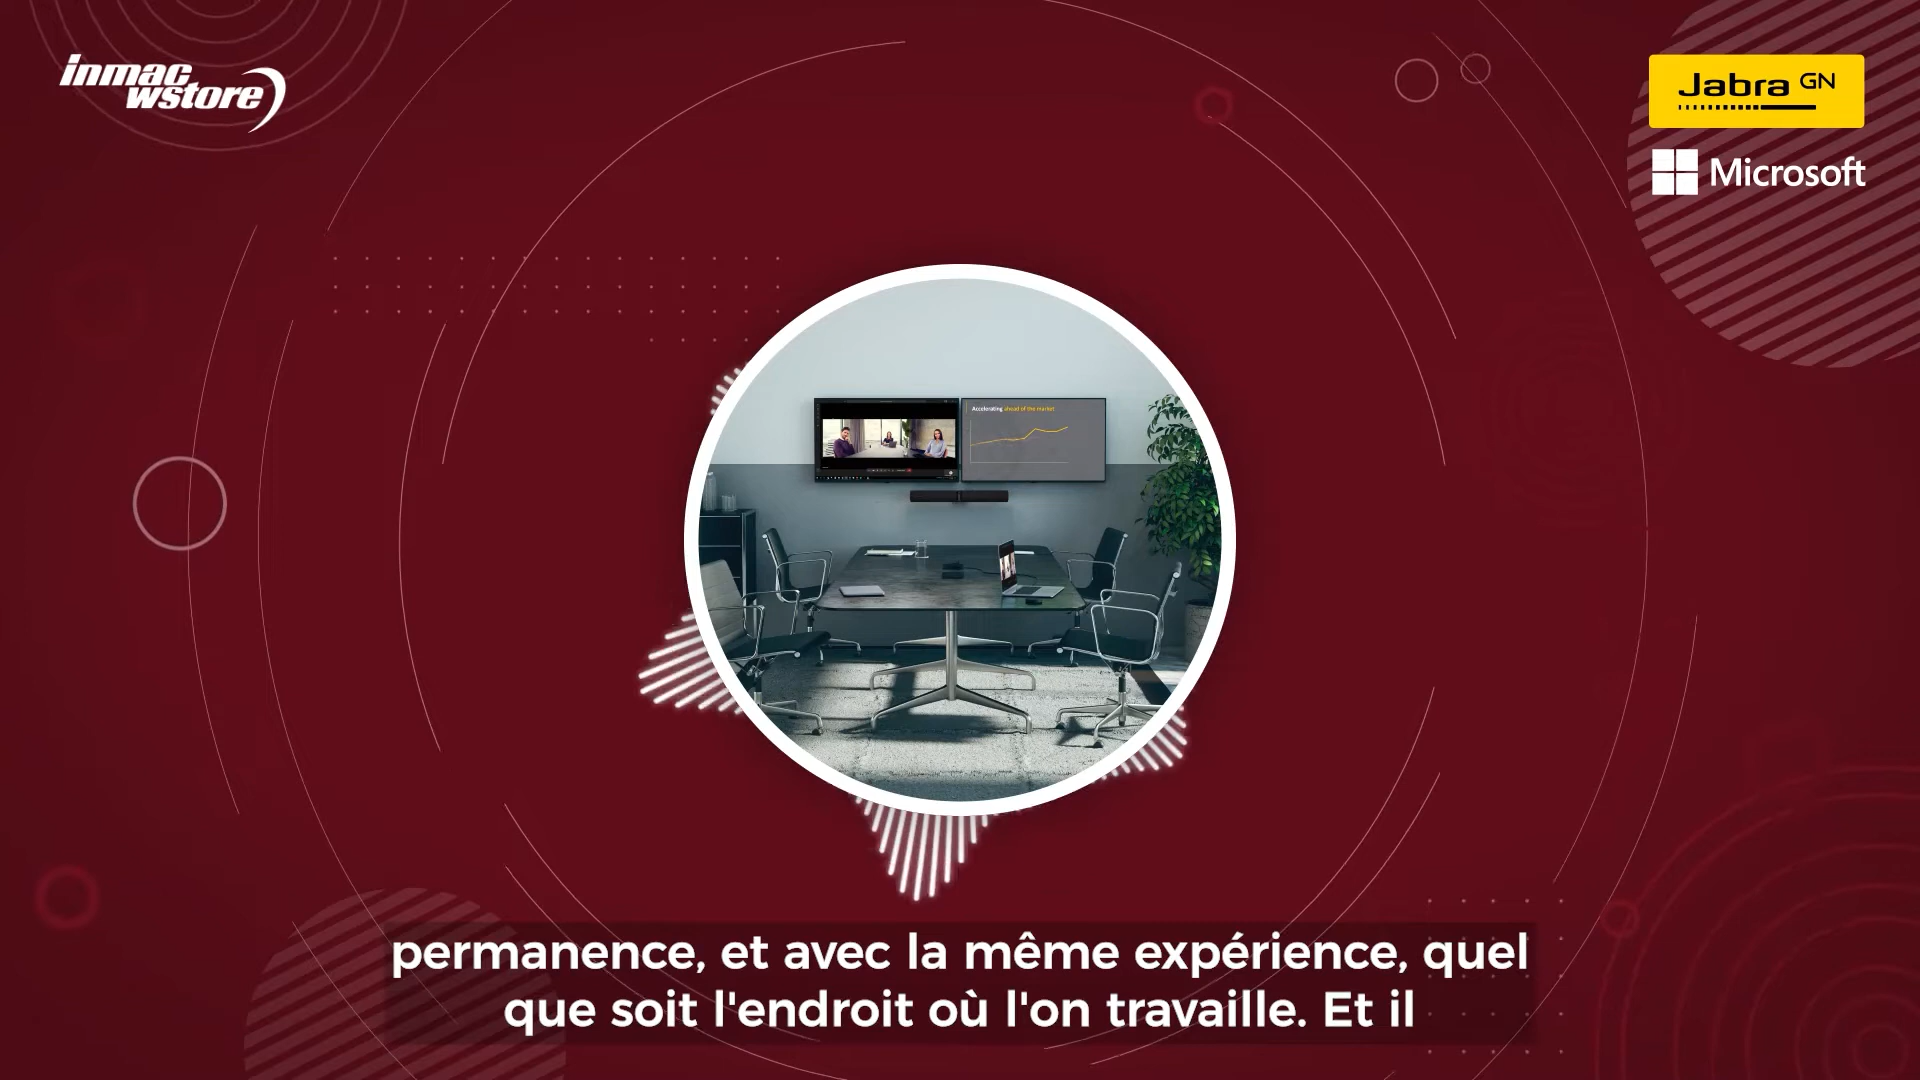 inmac
wstore
Jabra GN
Microsoft
Accelerating ahead of the market
permanence, et avec la même expérience, quel
que soit l'endroit où l'on travaille. Et il